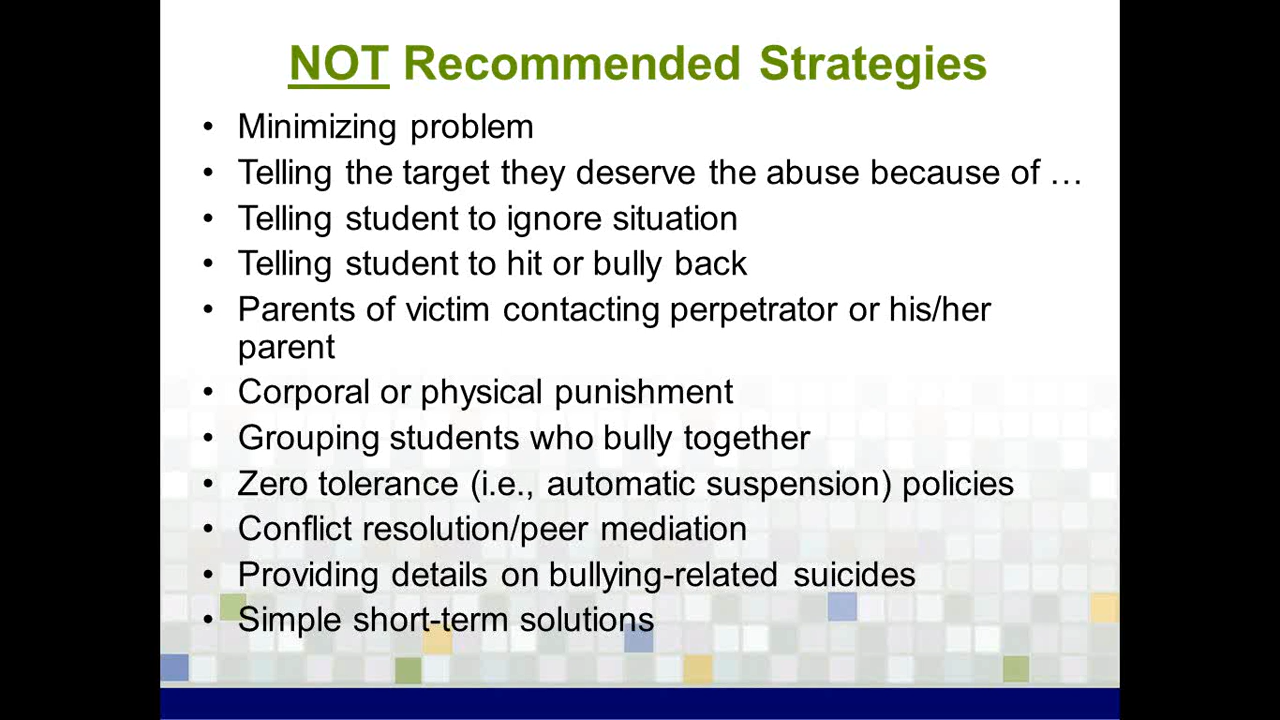 NOT Recommended Strategies
• Minimizing problem
• Telling the target they deserve the abuse because of …
• Telling student to ignore situation
• Telling student to hit or bully back
• Parents of victim contacting perpetrator or his/her
parent
• Corporal or physical punishment
• Grouping students who bully together
• Zero tolerance (i.e., automatic suspension) policies
• Conflict resolution/peer mediation
• Providing details on bullying-related suicides
• Simple short-term solutions